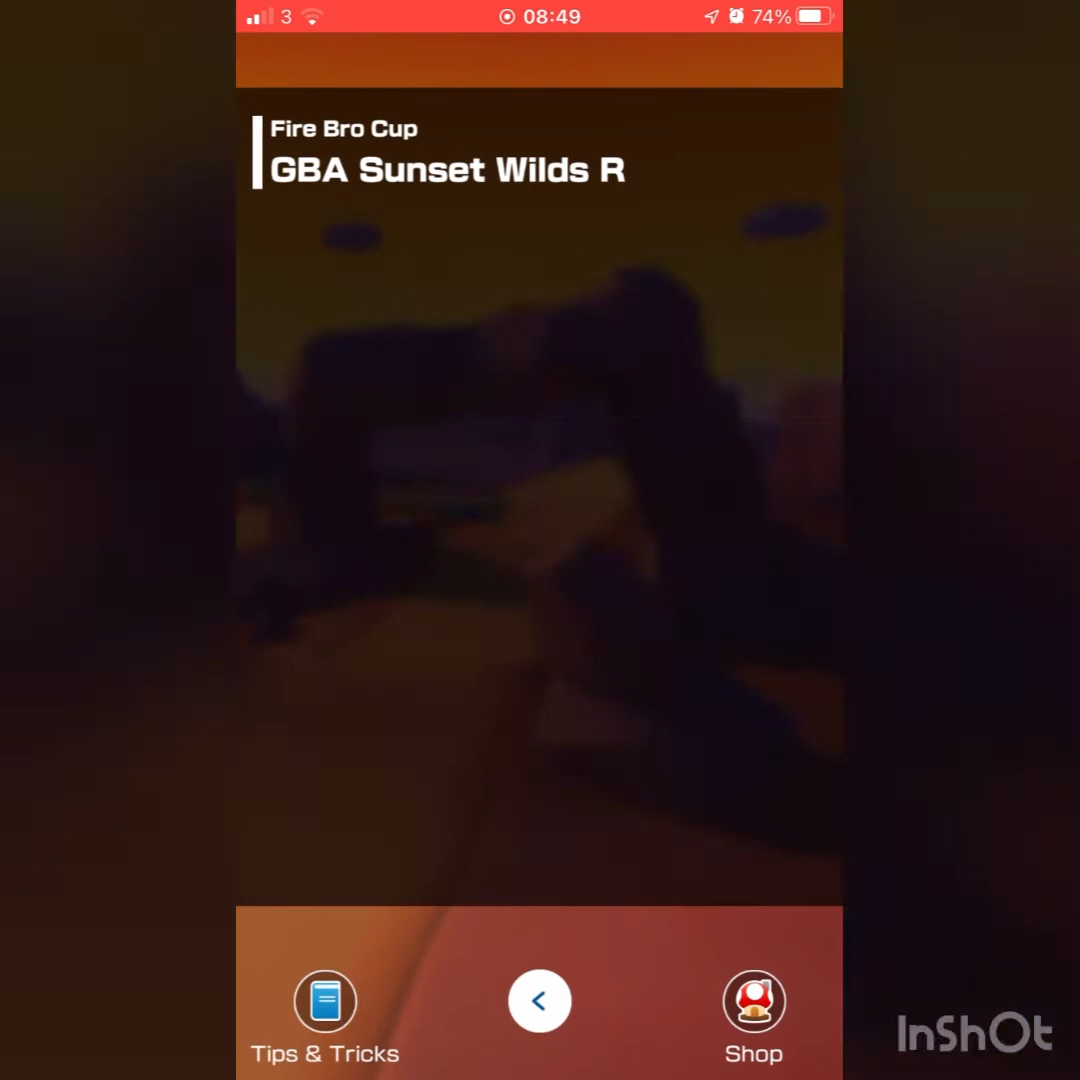 3 08:49 74%
Fire Bro Cup
GBA Sunset Wilds R
Tips & Tricks
Shop
InShOt